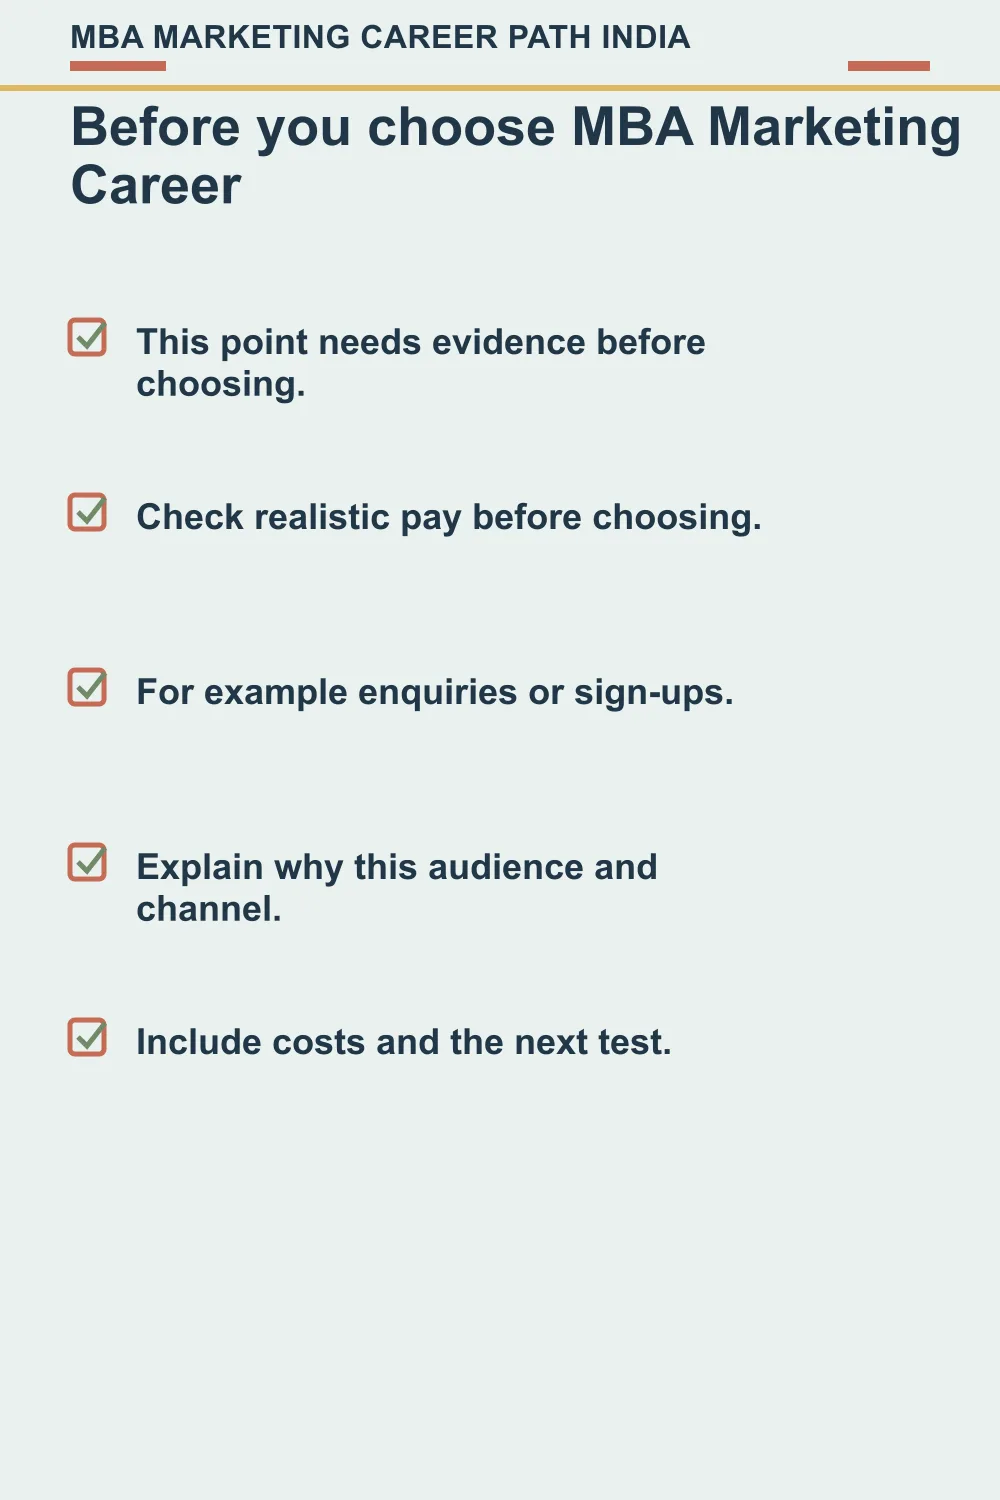 MBA MARKETING CAREER PATH INDIA
Before you choose MBA Marketing
Career
This point needs evidence before
choosing.
Check realistic pay before choosing.
For example enquiries or sign-ups.
Explain why this audience and
channel.
Include costs and the next test.